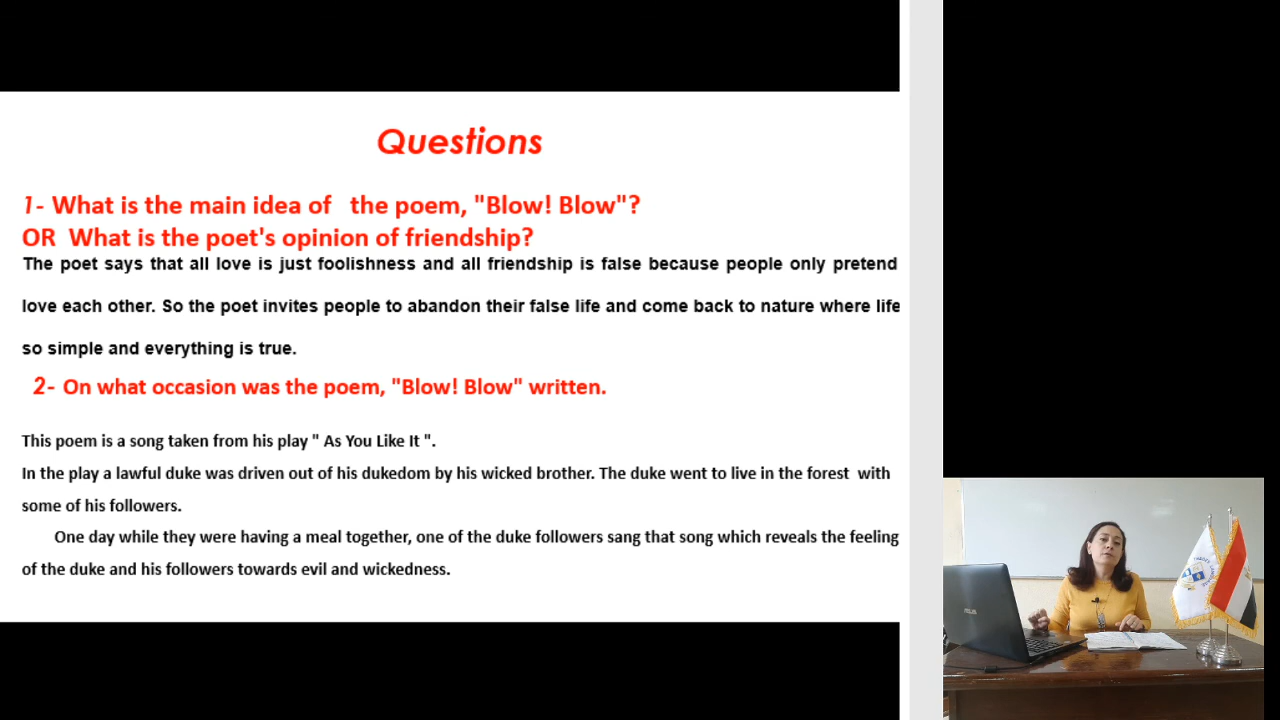 Questions
1- What is the main idea of the poem, "Blow! Blow"?
OR What is the poet's opinion of friendship?
The poet says that all love is just foolishness and all friendship is false because people only pretend
love each other. So the poet invites people to abandon their false life and come back to nature where life
so simple and everything is true.
2- On what occasion was the poem, "Blow! Blow" written.
This poem is a song taken from his play " As You Like It ".
In the play a lawful duke was driven out of his dukedom by his wicked brother. The duke went to live in the forest with
some of his followers.
One day while they were having a meal together, one of the duke followers sang that song which reveals the feeling
of the duke and his followers towards evil and wickedness.
ASUS